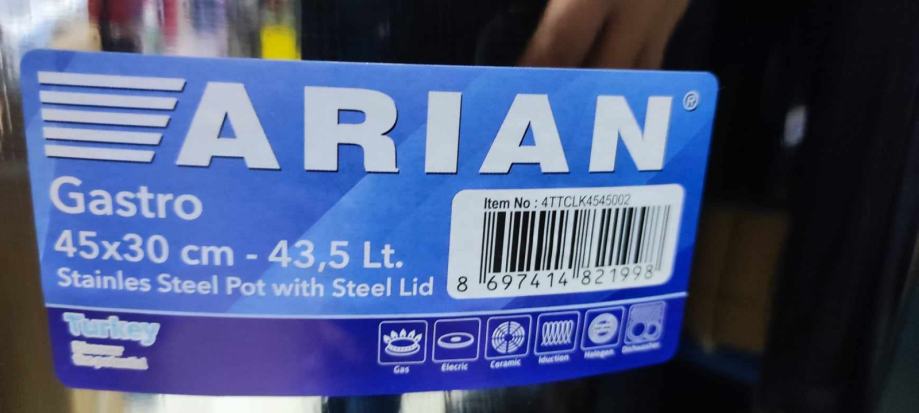 ARIAN®
Gastro
45x30 cm - 43,5 Lt.
Stainles Steel Pot with Steel Lid
Item No : 4TTCLK4545002
8 697414 821998
Turkey
Gas
Elecric
Ceramic
Iduction
Halogen
Dishwasher